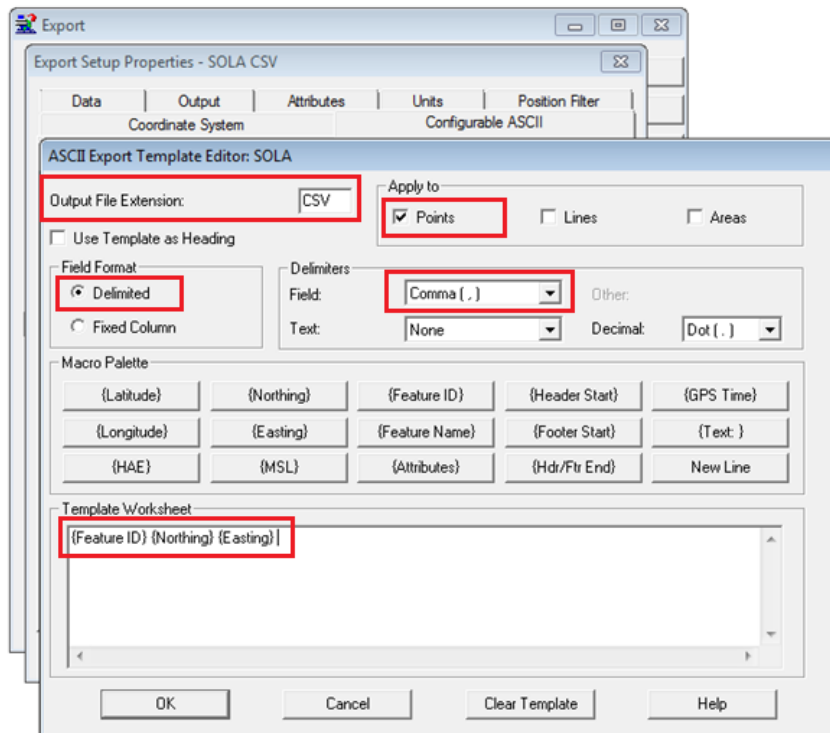 Export
Export Setup Properties - SOLA CSV
Data Output Attributes Units Position Filter
Coordinate System Configurable ASCII
ASCII Export Template Editor: SOLA
Output File Extension: CSV
Apply to
Points Lines Areas
Use Template as Heading
Field Format
Delimited
Fixed Column
Delimiters
Field: Comma ( , ) Other:
Text: None Decimal: Dot ( . )
Macro Palette
{Latitude} {Northing} {Feature ID} {Header Start} {GPS Time}
{Longitude} {Easting} {Feature Name} {Footer Start} {Text: }
{HAE} {MSL} {Attributes} {Hdr/Ftr End} New Line
Template Worksheet
{Feature ID} {Northing} {Easting}
OK Cancel Clear Template Help